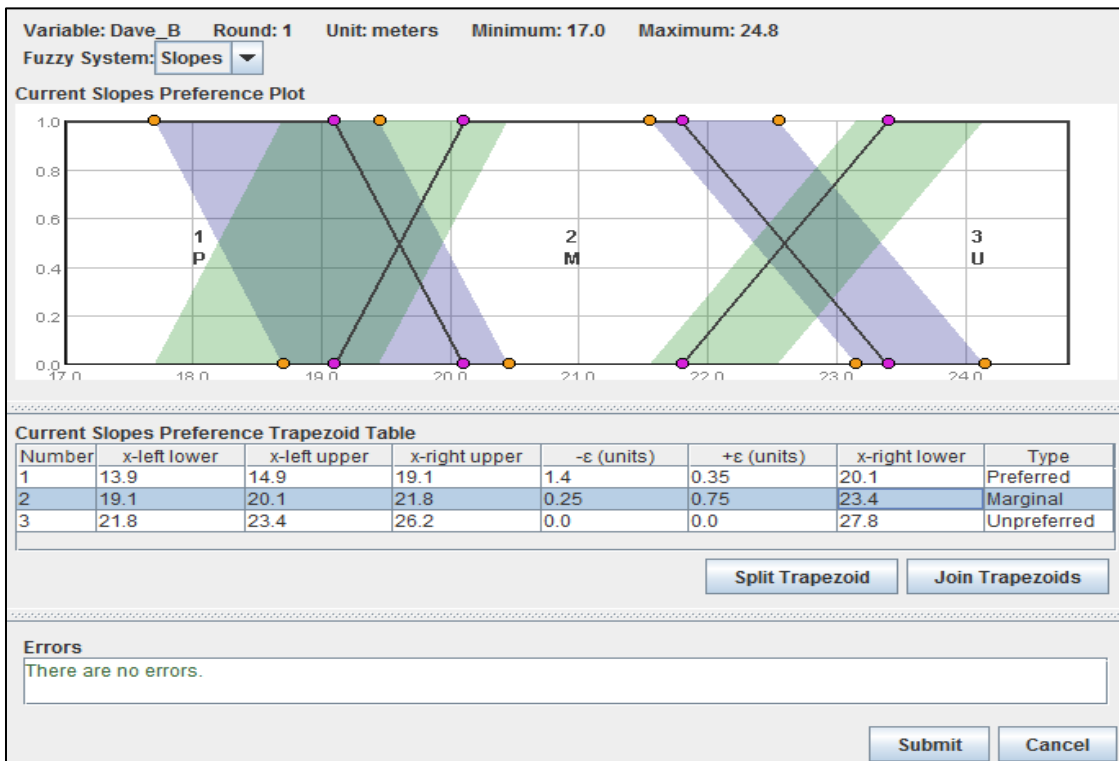 Variable: Dave_B Round: 1 Unit: meters Minimum: 17.0 Maximum: 24.8
Fuzzy System: Slopes
Current Slopes Preference Plot
1.0
0.8
0.6
0.4
0.2
0.0
1 2 3
P M U
17.0 18.0 19.0 20.0 21.0 22.0 23.0 24.0
Current Slopes Preference Trapezoid Table
Number x-left lower x-left upper x-right upper -ε (units) +ε (units) x-right lower Type
1 13.9 14.9 19.1 1.4 0.35 20.1 Preferred
2 19.1 20.1 21.8 0.25 0.75 23.4 Marginal
3 21.8 23.4 26.2 0.0 0.0 27.8 Unpreferred
Split Trapezoid Join Trapezoids
Errors
There are no errors.
Submit Cancel